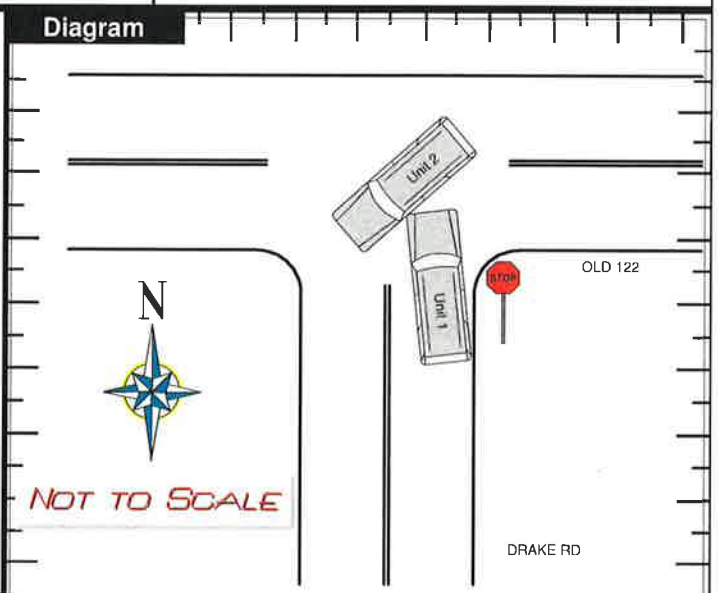 Diagram
Unit 2
OLD 122
STOP
N
Unit 1
NOT TO SCALE
DRAKE RD